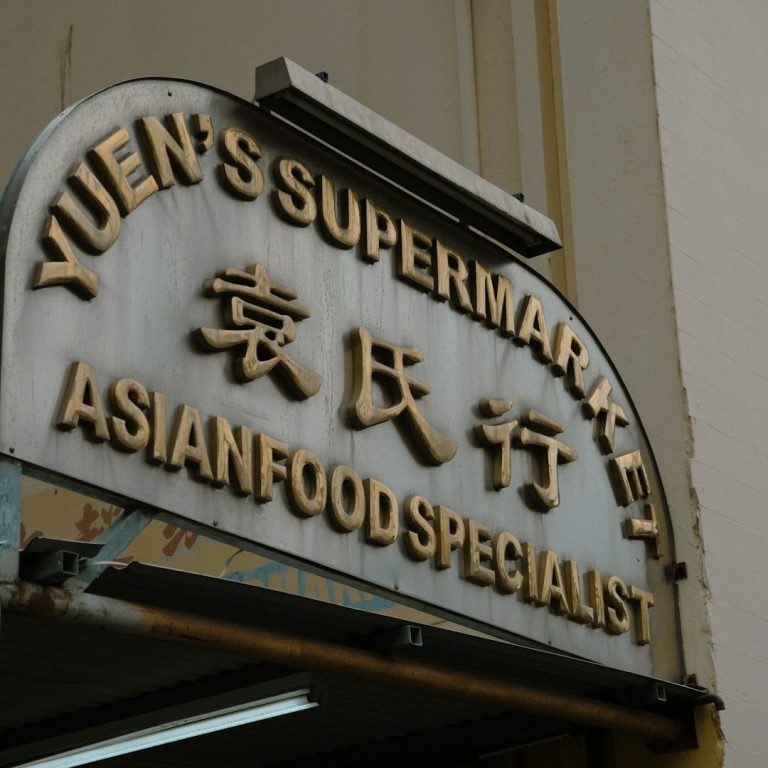 YUEN'S SUPERMARKET
袁氏行
ASIANFOOD SPECIALIST